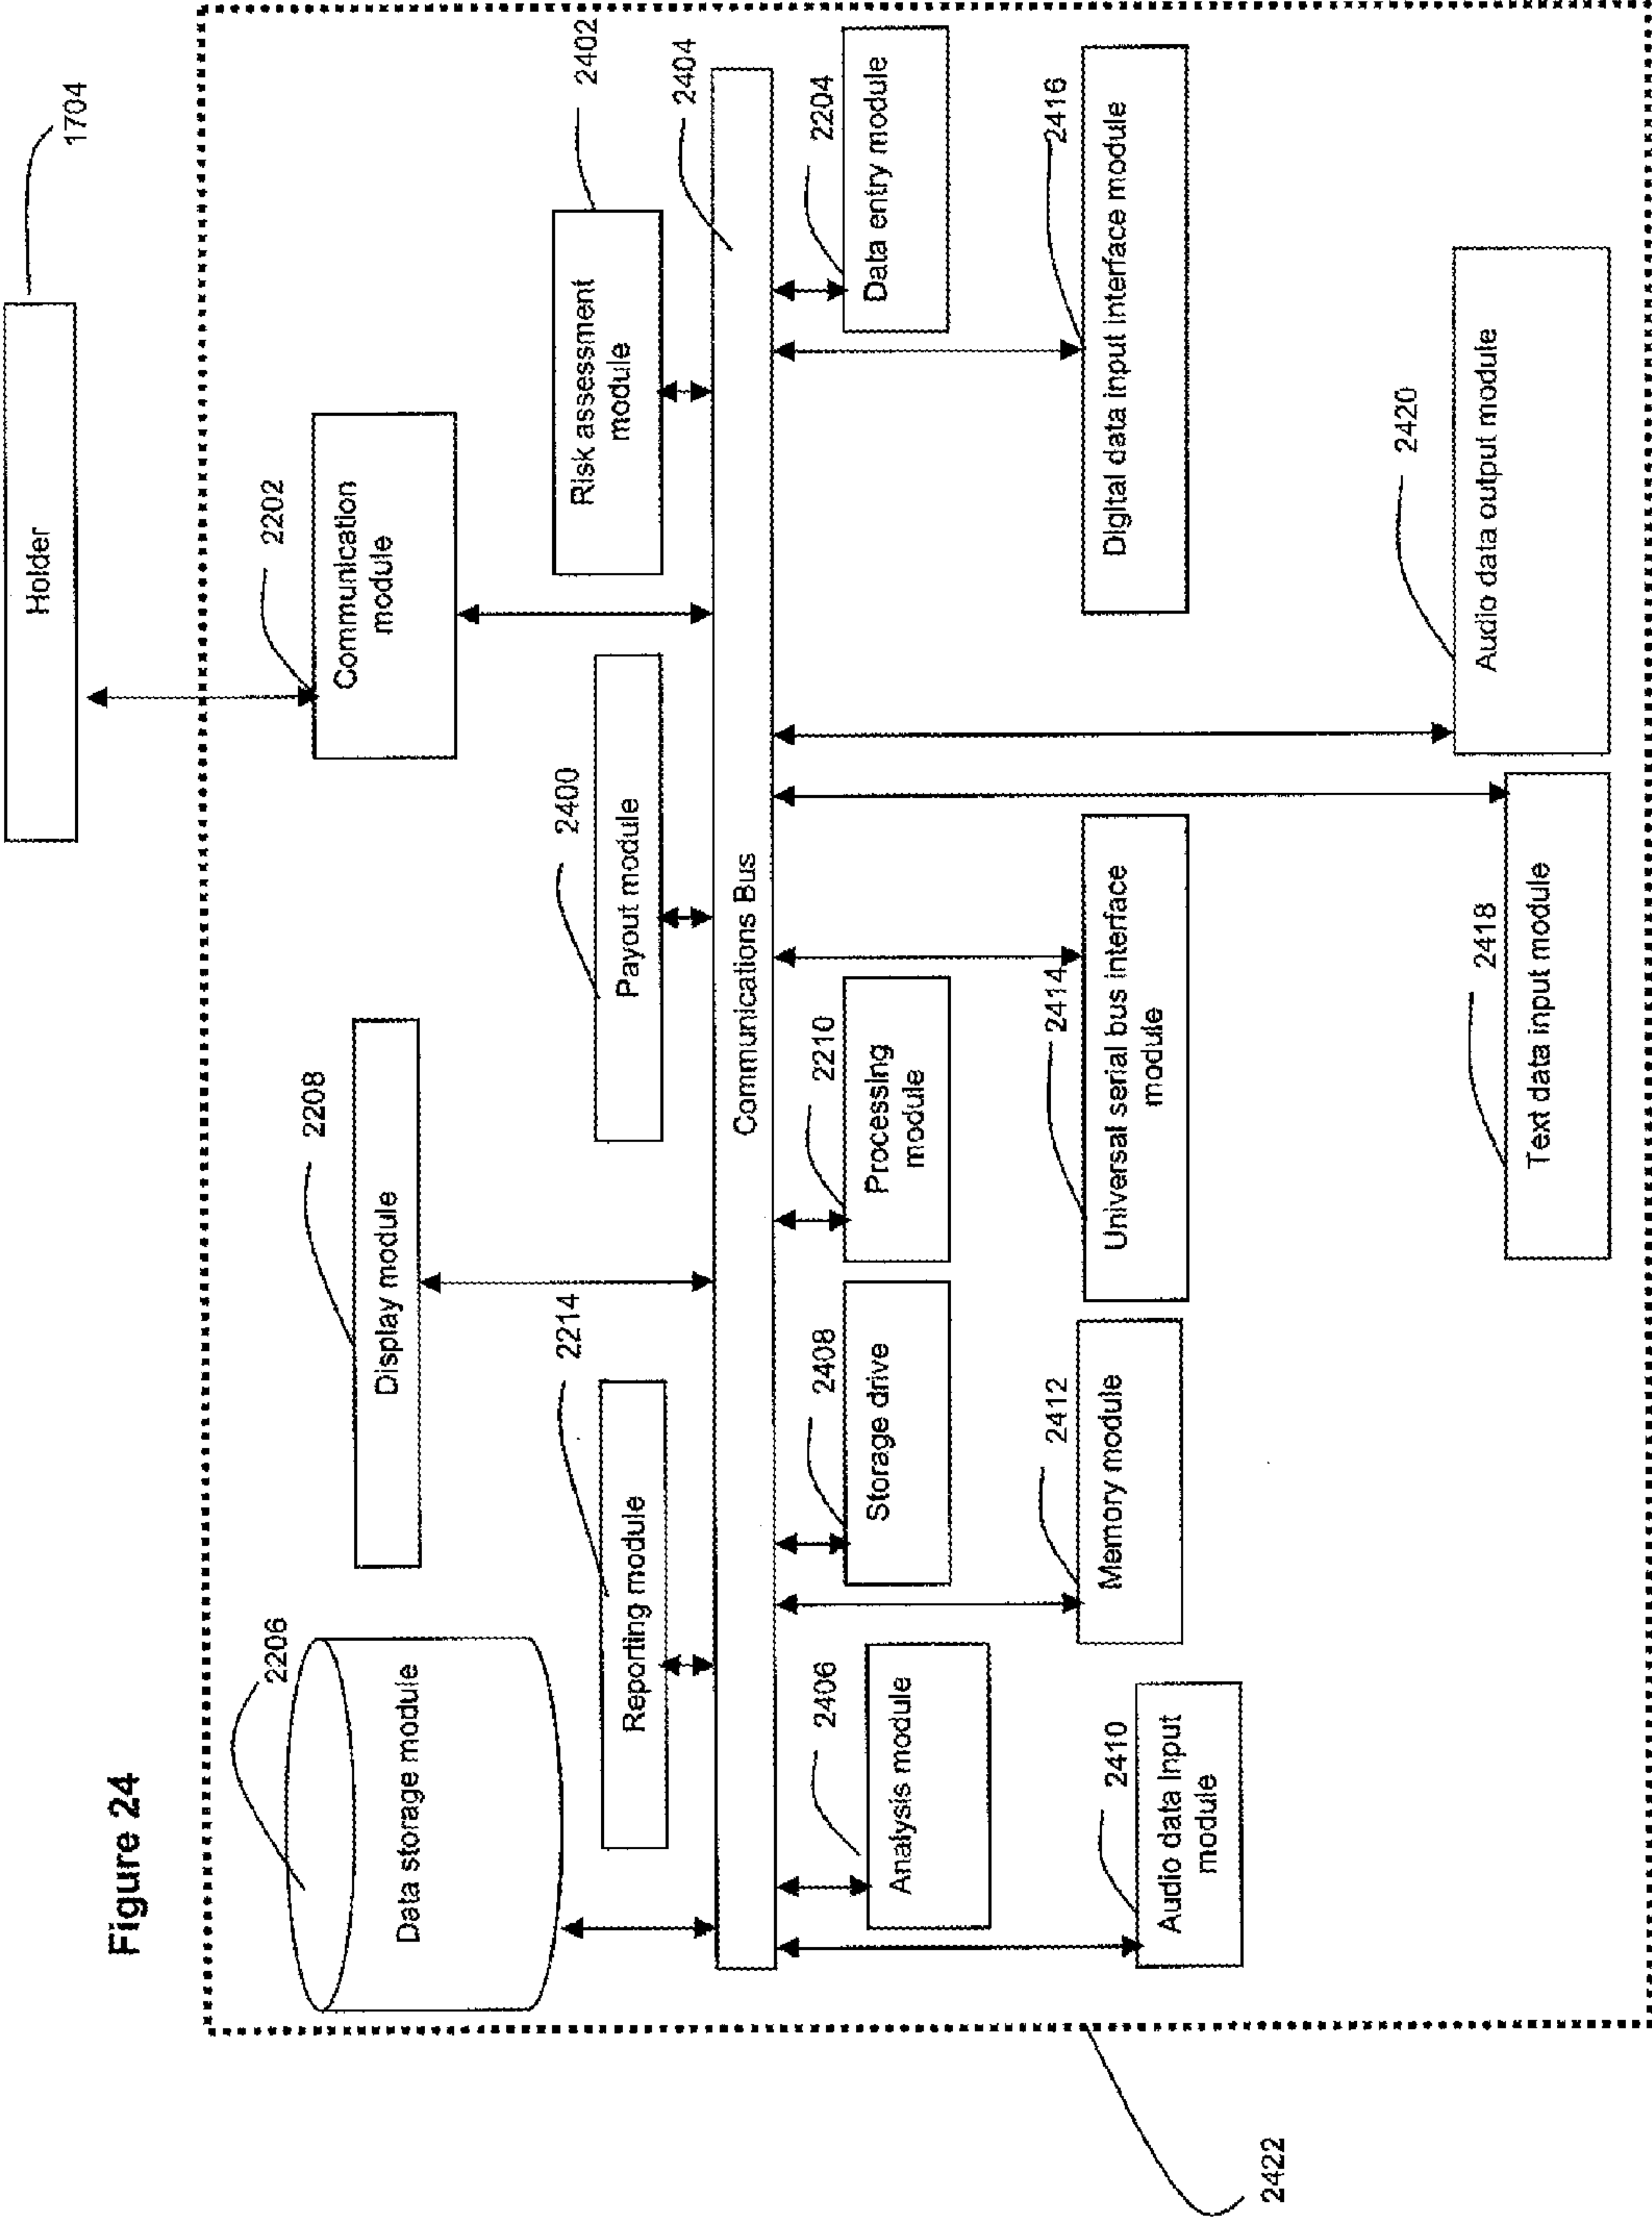 Figure 24
Holder
1704
2206
Data storage module
2208
Display module
2202
Communication
module
2214
Reporting module
2400
Payout module
Risk assessment
module
2402
Communications Bus
2404
2406
Analysis module
2408
Storage drive
2210
Processing
module
2204
Data entry module
2410
Audio data Input
module
2412
Memory module
2414
Universal serial bus interface
module
2416
Digital data input interface module
2418
Text data input module
2420
Audio data output module
2422